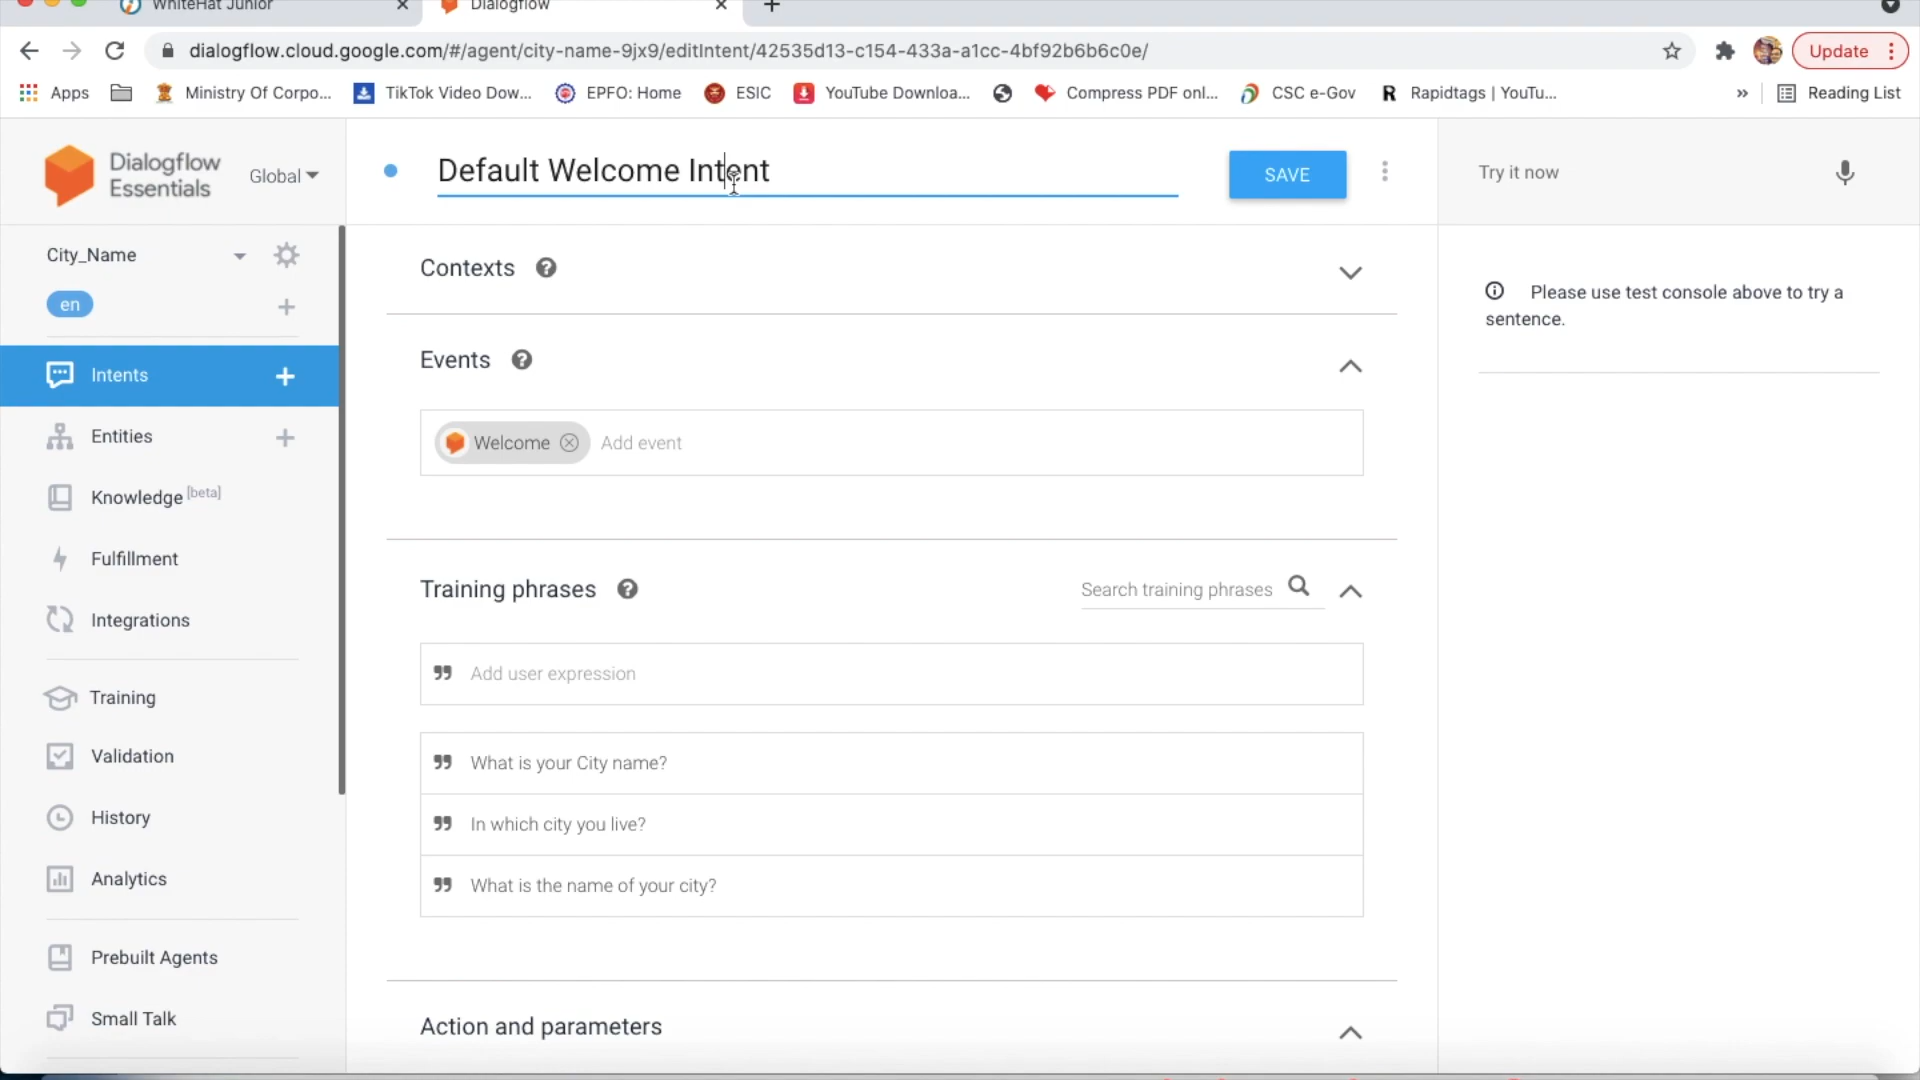 WhiteHat Junior
Dialogflow
dialogflow.cloud.google.com/#/agent/city-name-9jx9/editIntent/42535d13-c154-433a-a1cc-4bf92b6b6c0e/
Update
Apps
Ministry Of Corpo...
TikTok Video Dow...
EPFO: Home
ESIC
YouTube Downloa...
Compress PDF onl...
CSC e-Gov
Rapidtags | YouTu...
»
Reading List
Dialogflow
Essentials
Global
Default Welcome Intent
SAVE
Try it now
City_Name
en
Contexts
Please use test console above to try a
sentence.
Intents
Events
Entities
Welcome
Add event
Knowledge [beta]
Fulfillment
Training phrases
Search training phrases
Integrations
Add user expression
Training
Validation
What is your City name?
History
In which city you live?
Analytics
What is the name of your city?
Prebuilt Agents
Small Talk
Action and parameters